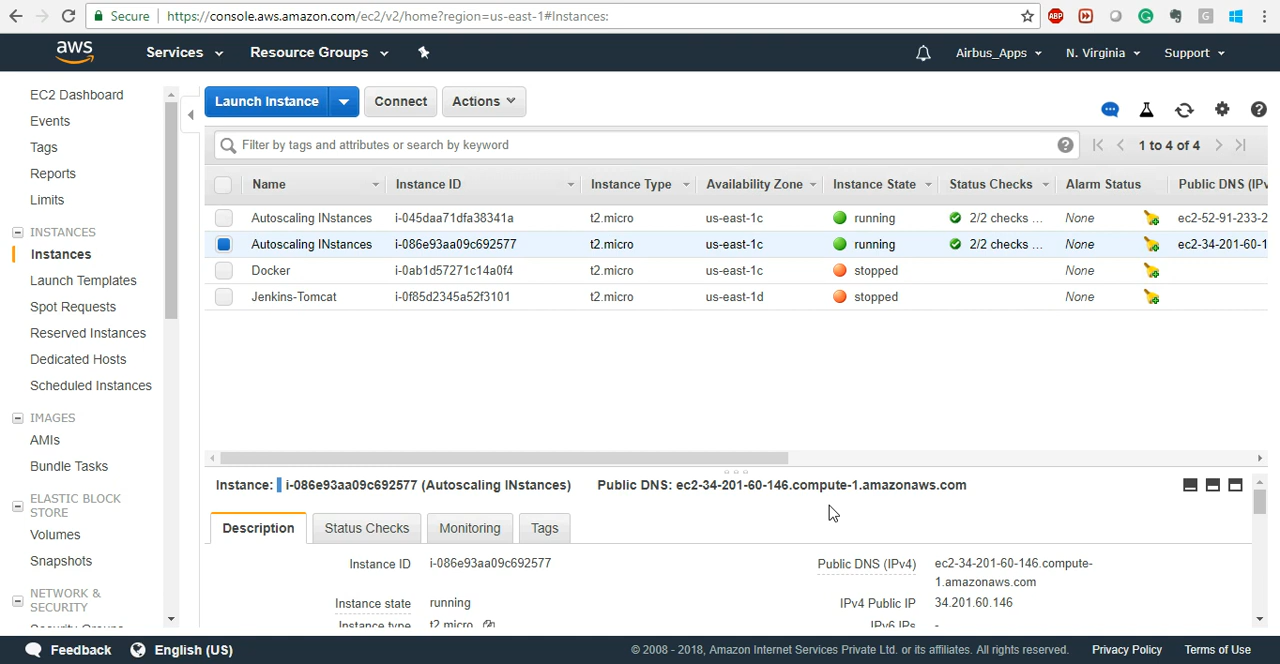 Secure https://console.aws.amazon.com/ec2/v2/home?region=us-east-1#Instances:
ABP
G
G
aws Services Resource Groups Airbus_Apps N. Virginia Support
EC2 Dashboard
Events
Tags
Reports
Limits
INSTANCES
Instances
Launch Templates
Spot Requests
Reserved Instances
Dedicated Hosts
Scheduled Instances
IMAGES
AMIs
Bundle Tasks
ELASTIC BLOCK
STORE
Volumes
Snapshots
NETWORK &
SECURITY
Security Groups
Launch Instance Connect Actions
Filter by tags and attributes or search by keyword 1 to 4 of 4
Name Instance ID Instance Type Availability Zone Instance State Status Checks Alarm Status Public DNS (IPv
Autoscaling INstances i-045daa71dfa38341a t2.micro us-east-1c running 2/2 checks ... None ec2-52-91-233-2
Autoscaling INstances i-086e93aa09c692577 t2.micro us-east-1c running 2/2 checks ... None ec2-34-201-60-1
Docker i-0ab1d57271c14a0f4 t2.micro us-east-1c stopped None
Jenkins-Tomcat i-0f85d2345a52f3101 t2.micro us-east-1d stopped None
Instance: i-086e93aa09c692577 (Autoscaling INstances) Public DNS: ec2-34-201-60-146.compute-1.amazonaws.com
Description Status Checks Monitoring Tags
Instance ID i-086e93aa09c692577 Public DNS (IPv4) ec2-34-201-60-146.compute-
1.amazonaws.com
Instance state running IPv4 Public IP 34.201.60.146
Instance type t2.micro IPv6 IPs -
Feedback English (US) © 2008 - 2018, Amazon Internet Services Private Ltd. or its affiliates. All rights reserved. Privacy Policy Terms of Use